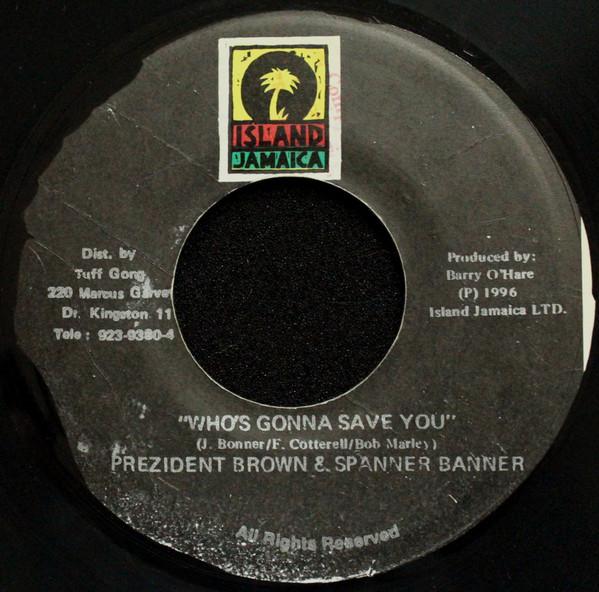 ISLAND
JAMAICA
Dist. by
Tuff Gong
220 Marcus Garvey
Dr. Kingston 11
Tele : 923-9380-4
Produced by:
Barry O'Hare
(P) 1996
Island Jamaica LTD.
"WHO'S GONNA SAVE YOU"
(J. Bonner/F. Cotterell/Bob Marley)
PREZIDENT BROWN & SPANNER BANNER
All Rights Reserved